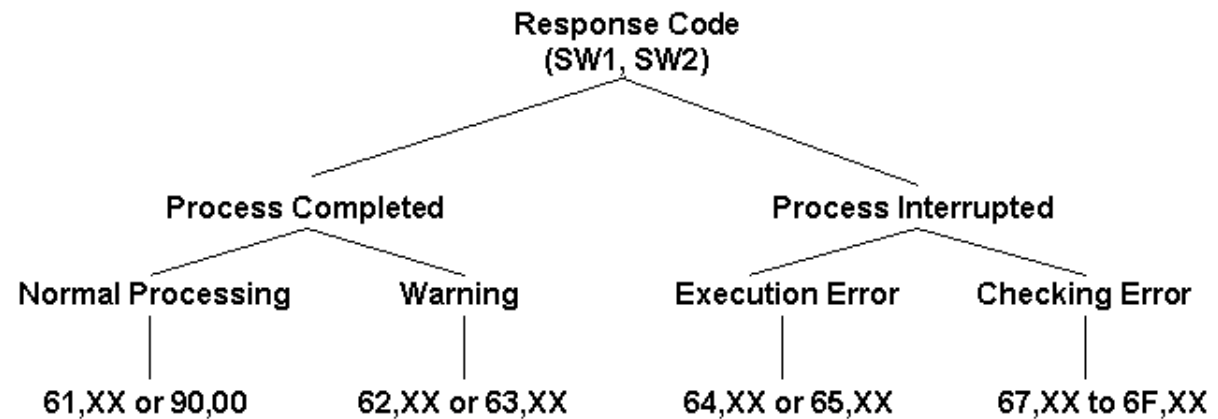 Response Code
(SW1, SW2)
Process Completed
Process Interrupted
Normal Processing
Warning
Execution Error
Checking Error
61,XX or 90,00
62,XX or 63,XX
64,XX or 65,XX
67,XX to 6F,XX